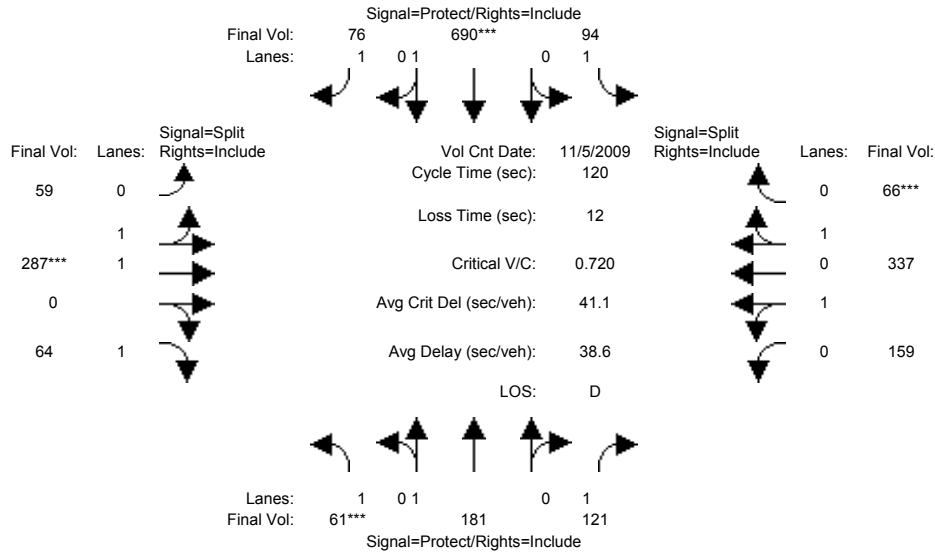 Signal=Protect/Rights=Include
Final Vol: 76 690*** 94
Lanes: 1 0 1 0 1
Signal=Split
Final Vol: Lanes: Rights=Include
Vol Cnt Date: 11/5/2009
Signal=Split
Rights=Include Lanes: Final Vol:
Cycle Time (sec): 120
59 0
0 66***
Loss Time (sec): 12
1
1
287*** 1
Critical V/C: 0.720
0 337
0
Avg Crit Del (sec/veh): 41.1
1
64 1
Avg Delay (sec/veh): 38.6
0 159
LOS: D
Lanes: 1 0 1 0 1
Final Vol: 61*** 181 121
Signal=Protect/Rights=Include